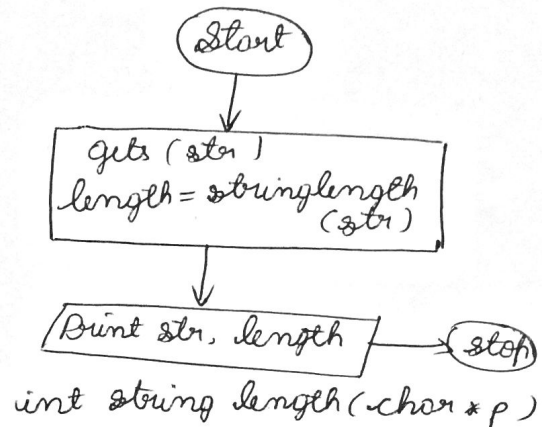 Start
gets (str)
length = stringlength
(str)
Print str, length
stop
int string length (char * p)